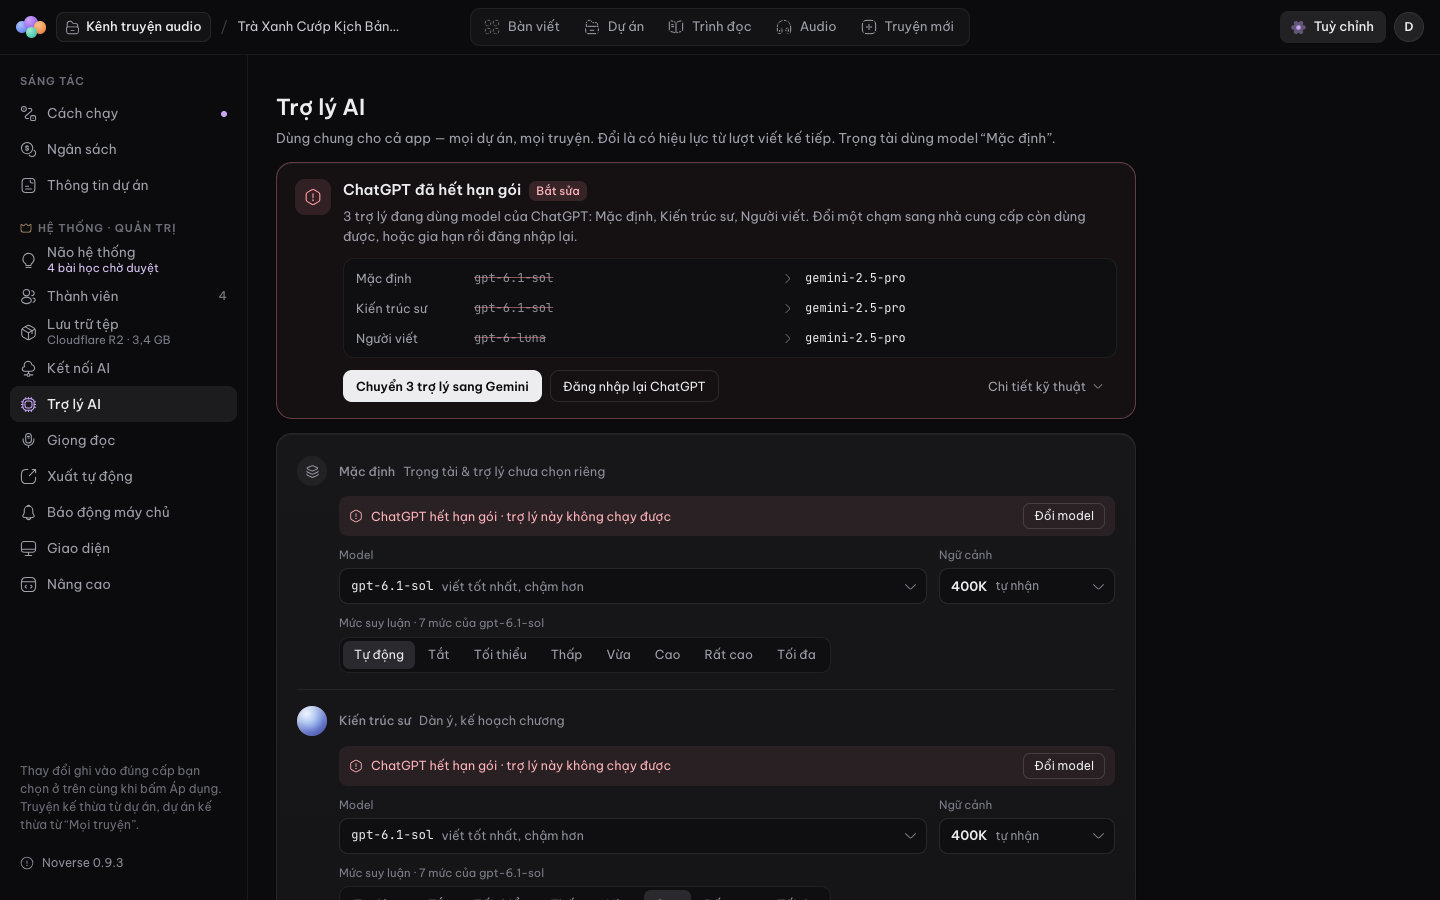 Kênh truyện audio / Trà Xanh Cướp Kịch Bản...
Bàn viết Dự án Trình đọc Audio Truyện mới
Tuỳ chỉnh D
SÁNG TÁC
Cách chạy
Ngân sách
Thông tin dự án
HỆ THỐNG · QUẢN TRỊ
Não hệ thống
4 bài học chờ duyệt
Thành viên 4
Lưu trữ tệp
Cloudflare R2 · 3,4 GB
Kết nối AI
Trợ lý AI
Giọng đọc
Xuất tự động
Báo động máy chủ
Giao diện
Nâng cao
Thay đổi ghi vào đúng cấp bạn
chọn ở trên cùng khi bấm Áp dụng.
Truyện kế thừa từ dự án, dự án kế
thừa từ “Mọi truyện”.
Noverse 0.9.3
Trợ lý AI
Dùng chung cho cả app — mọi dự án, mọi truyện. Đổi là có hiệu lực từ lượt viết kế tiếp. Trọng tài dùng model “Mặc định”.
ChatGPT đã hết hạn gói Bắt sửa
3 trợ lý đang dùng model của ChatGPT: Mặc định, Kiến trúc sư, Người viết. Đổi một chạm sang nhà cung cấp còn dùng
được, hoặc gia hạn rồi đăng nhập lại.
Mặc định gpt-6.1-sol gemini-2.5-pro
Kiến trúc sư gpt-6.1-sol gemini-2.5-pro
Người viết gpt-6-luna gemini-2.5-pro
Chuyển 3 trợ lý sang Gemini Đăng nhập lại ChatGPT Chi tiết kỹ thuật
Mặc định Trọng tài & trợ lý chưa chọn riêng
ChatGPT hết hạn gói · trợ lý này không chạy được Đổi model
Model Ngữ cảnh
gpt-6.1-sol viết tốt nhất, chậm hơn 400K tự nhận
Mức suy luận · 7 mức của gpt-6.1-sol
Tự động Tắt Tối thiểu Thấp Vừa Cao Rất cao Tối đa
Kiến trúc sư Dàn ý, kế hoạch chương
ChatGPT hết hạn gói · trợ lý này không chạy được Đổi model
Model Ngữ cảnh
gpt-6.1-sol viết tốt nhất, chậm hơn 400K tự nhận
Mức suy luận · 7 mức của gpt-6.1-sol